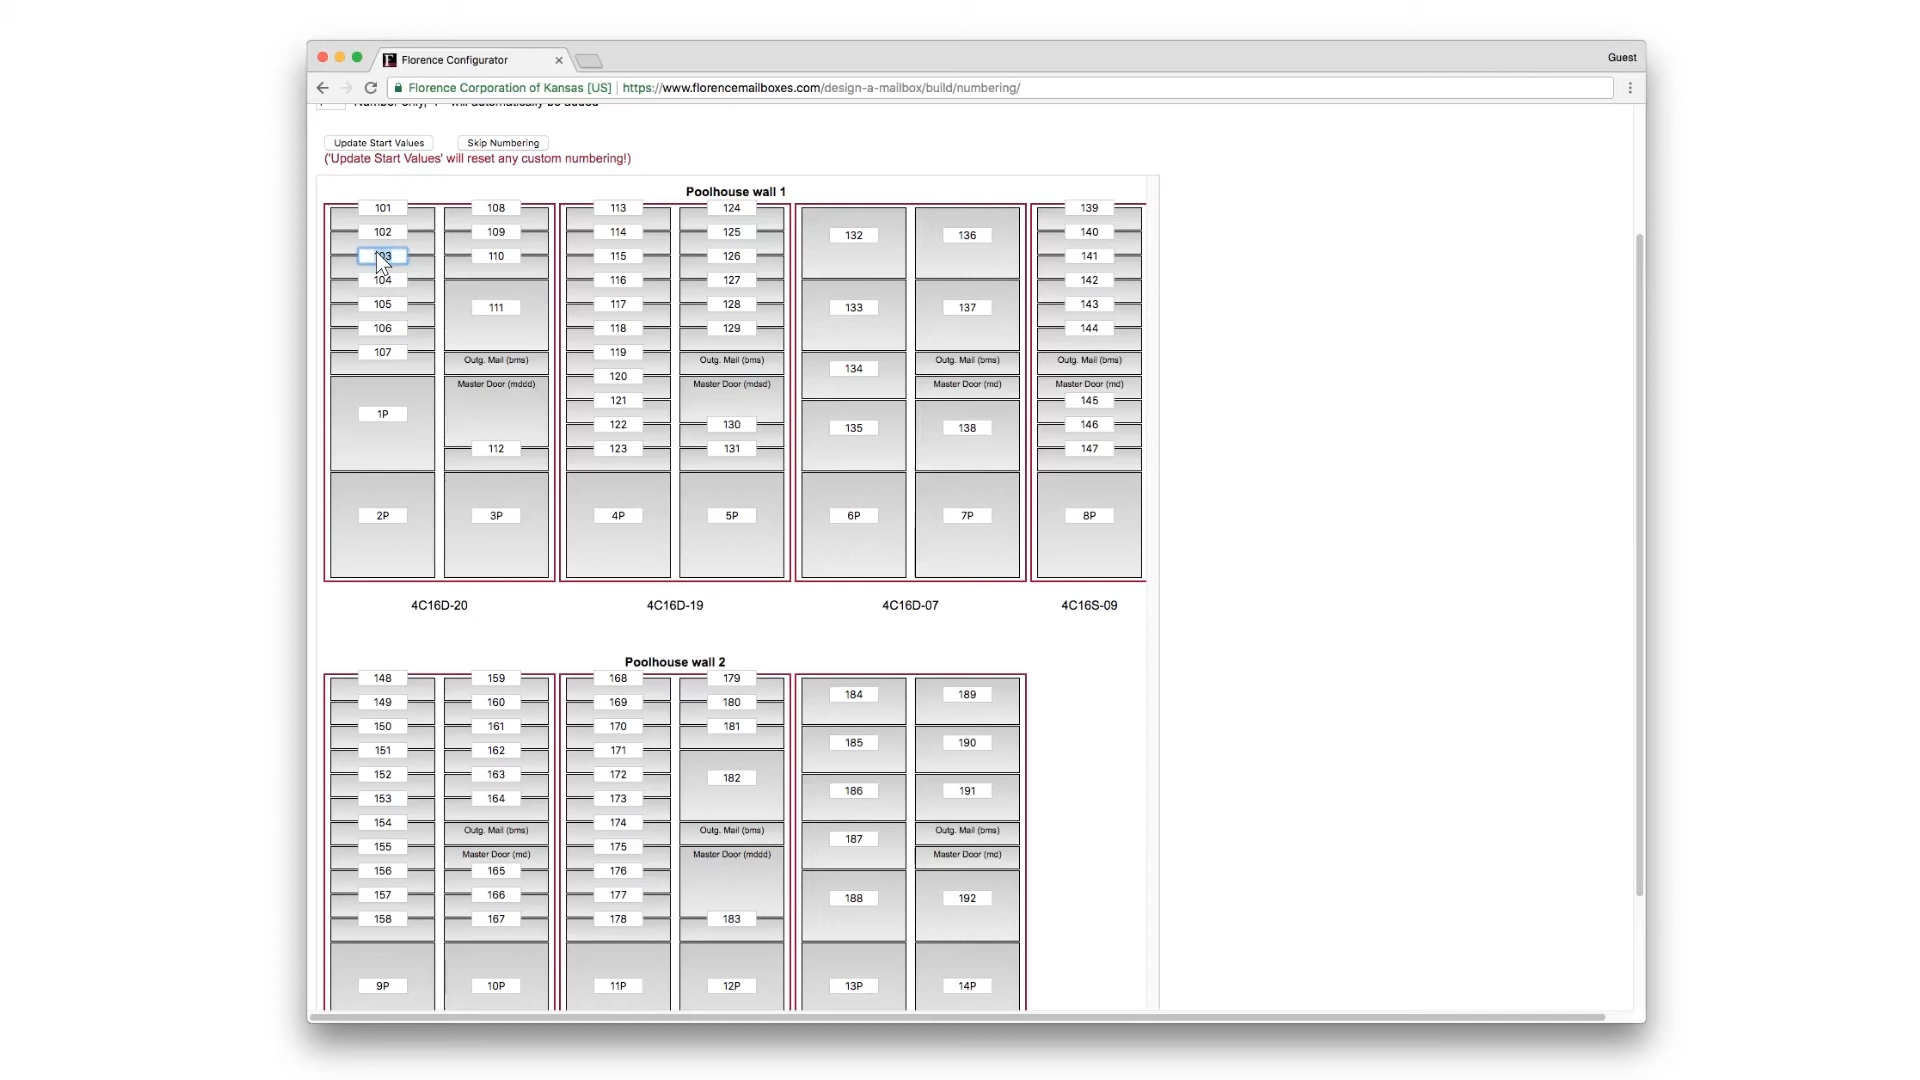 Florence Configurator
Guest
Florence Corporation of Kansas [US] https://www.florencemailboxes.com/design-a-mailbox/build/numbering/
Update Start Values Skip Numbering
('Update Start Values' will reset any custom numbering!)
Poolhouse wall 1
101 108 113 124 139
102 109 114 125 132 136 140
110 115 126 141
104 116 127 142
105 111 117 128 133 137 143
106 118 129 144
107 119
Outg. Mail (bms) Outg. Mail (bms) Outg. Mail (bms) Outg. Mail (bms)
134
120
Master Door (mddd) Master Door (mdsd) Master Door (md) Master Door (md)
121 145
1P
122 130 135 138 146
112 123 131 147
2P 3P 4P 5P 6P 7P 8P
4C16D-20 4C16D-19 4C16D-07 4C16S-09
Poolhouse wall 2
148 159 168 179
184 189
149 160 169 180
150 161 170 181
185 190
151 162 171
152 163 172 182
186 191
153 164 173
154 174
Outg. Mail (bms) Outg. Mail (bms) Outg. Mail (bms)
187
155 175
Master Door (md) Master Door (mddd) Master Door (md)
156 165 176
157 166 177 188 192
158 167 178 183
9P 10P 11P 12P 13P 14P